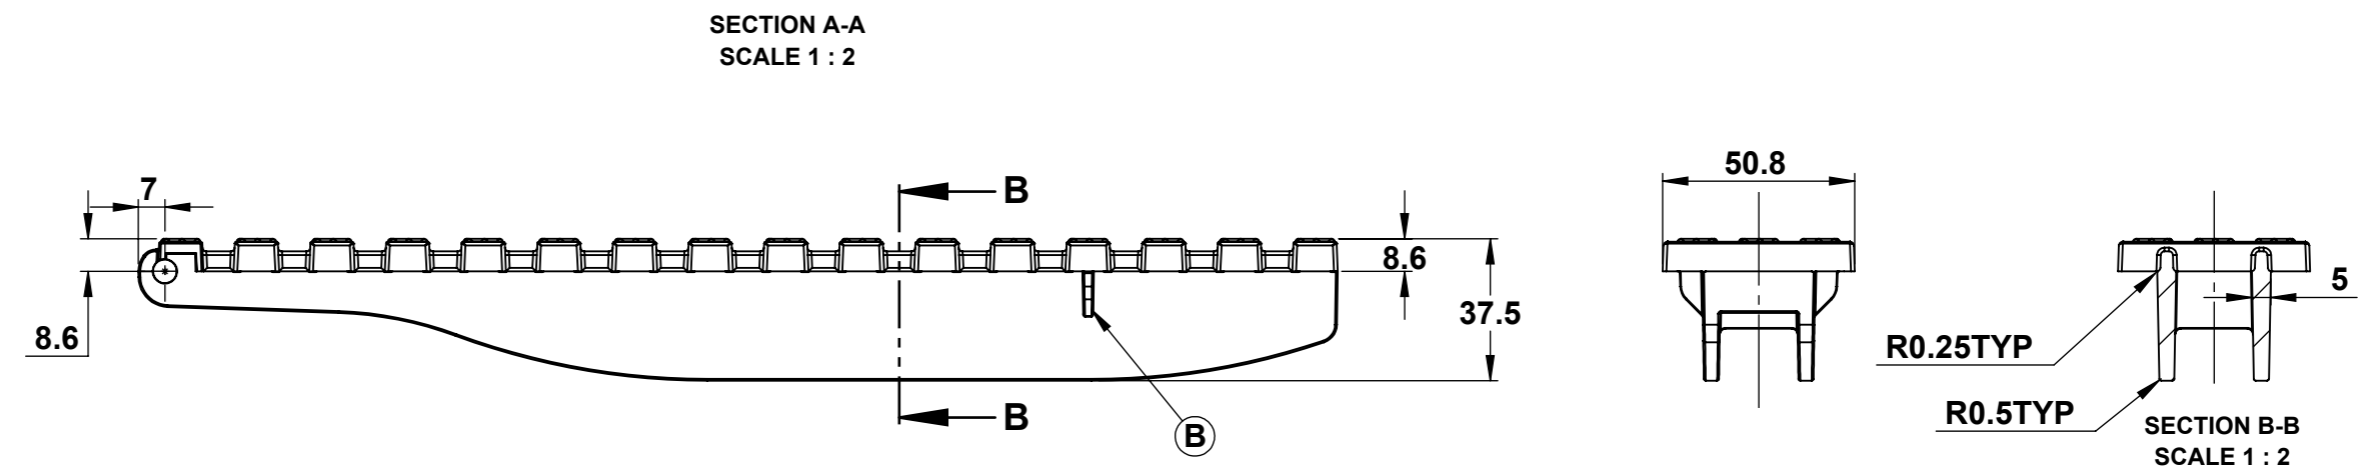 SECTION A-A
SCALE 1 : 2
7
B
8.6
37.5
8.6
B
B
50.8
5
R0.25TYP
R0.5TYP
SECTION B-B
SCALE 1 : 2